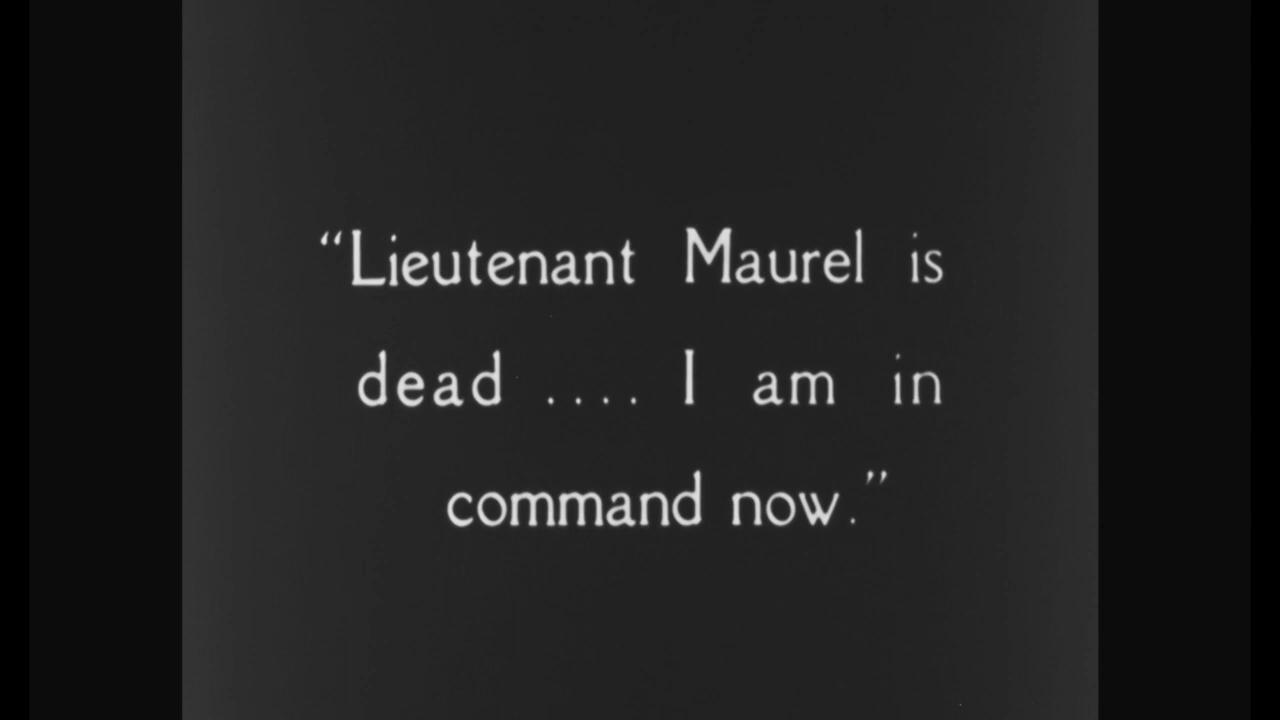 “Lieutenant Maurel is
dead .... I am in
command now.”